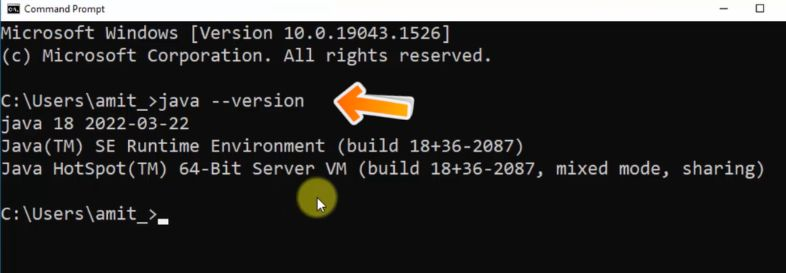 Command Prompt
Microsoft Windows [Version 10.0.19043.1526]
(c) Microsoft Corporation. All rights reserved.
C:\Users\amit_>java --version
java 18 2022-03-22
Java(TM) SE Runtime Environment (build 18+36-2087)
Java HotSpot(TM) 64-Bit Server VM (build 18+36-2087, mixed mode, sharing)
C:\Users\amit_>